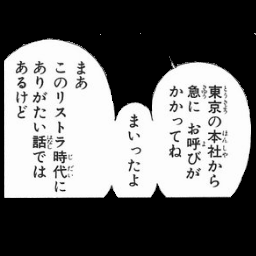 東京の本社から
急に お呼びが
かかってね
まいったよ
まあ
このリストラ時代に
ありがたい話では
あるけど